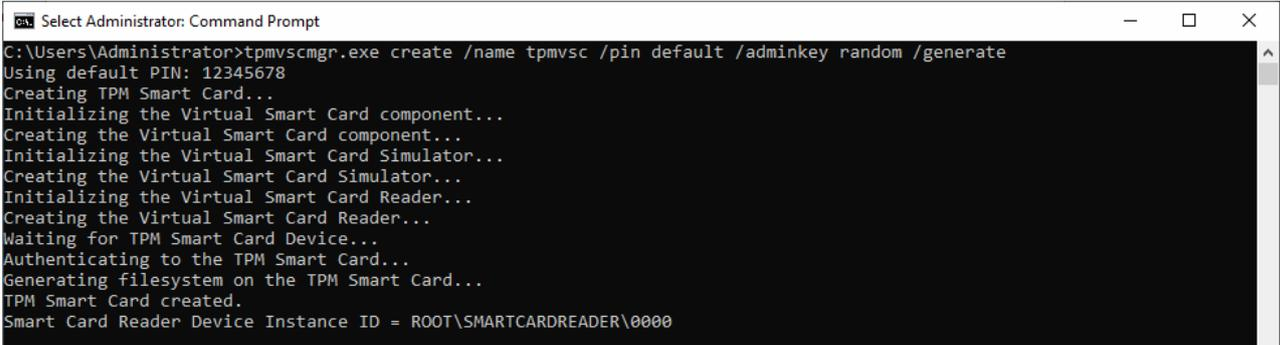 Select Administrator: Command Prompt
C:\Users\Administrator>tpmvscmgr.exe create /name tpmvsc /pin default /adminkey random /generate
Using default PIN: 12345678
Creating TPM Smart Card...
Initializing the Virtual Smart Card component...
Creating the Virtual Smart Card component...
Initializing the Virtual Smart Card Simulator...
Creating the Virtual Smart Card Simulator...
Initializing the Virtual Smart Card Reader...
Creating the Virtual Smart Card Reader...
Waiting for TPM Smart Card Device...
Authenticating to the TPM Smart Card...
Generating filesystem on the TPM Smart Card...
TPM Smart Card created.
Smart Card Reader Device Instance ID = ROOT\SMARTCARDREADER\0000